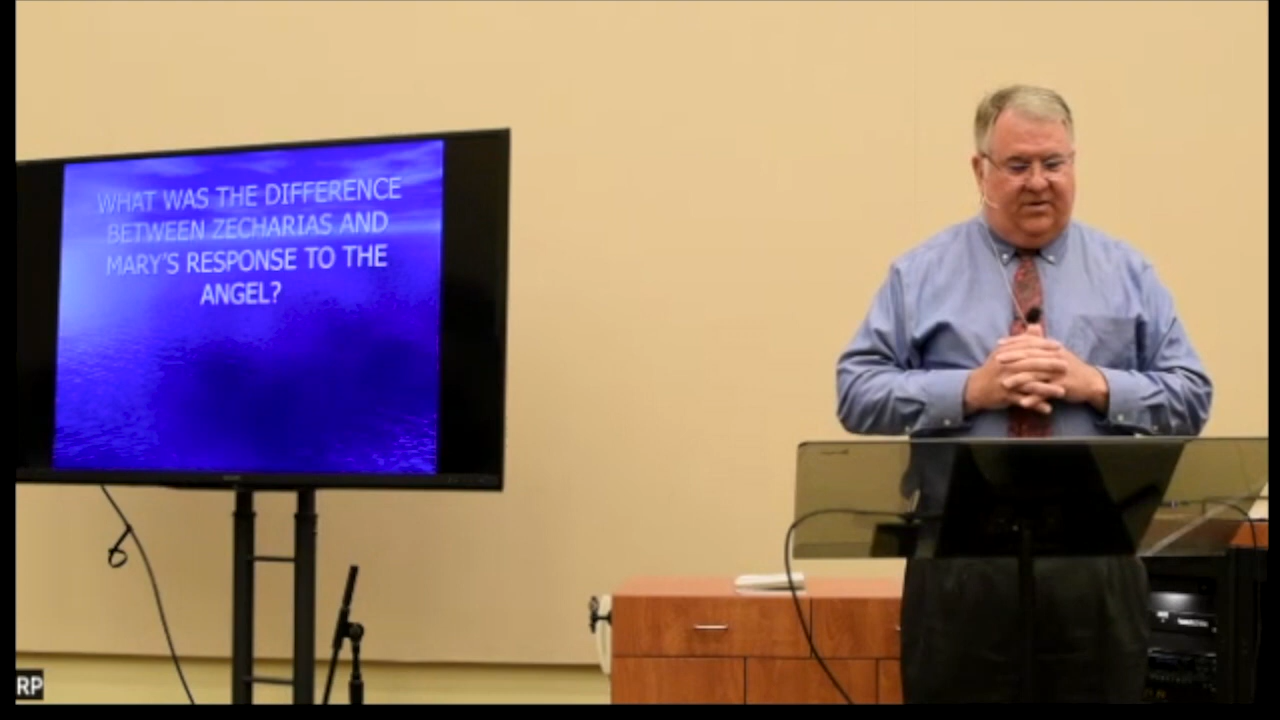 WHAT WAS THE DIFFERENCE
BETWEEN ZECHARIAS AND
MARY'S RESPONSE TO THE
ANGEL?
RP